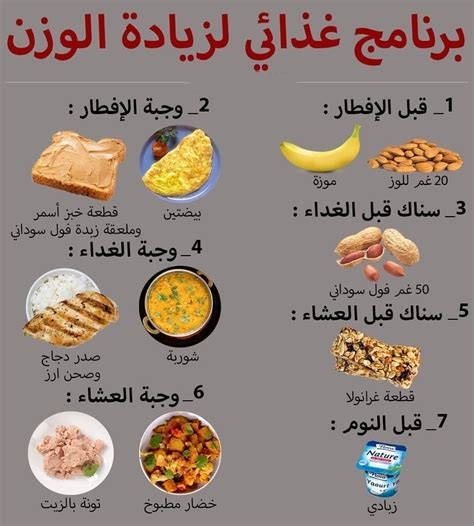 برنامج غذائي لزيادة الوزن
1_ قبل الإفطار :
20 غم للوز
موزة
2_ وجبة الإفطار :
بيضتين
قطعة خبز أسمر
وملعقة زبدة فول سوداني
3_ سناك قبل الغداء :
50 غم فول سوداني
4_ وجبة الغداء :
شوربة
صدر دجاج
وصحن ارز
5_ سناك قبل العشاء :
قطعة غرانولا
6_ وجبة العشاء :
خضار مطبوخ
تونة بالزيت
7_ قبل النوم :
Nature
زبادي